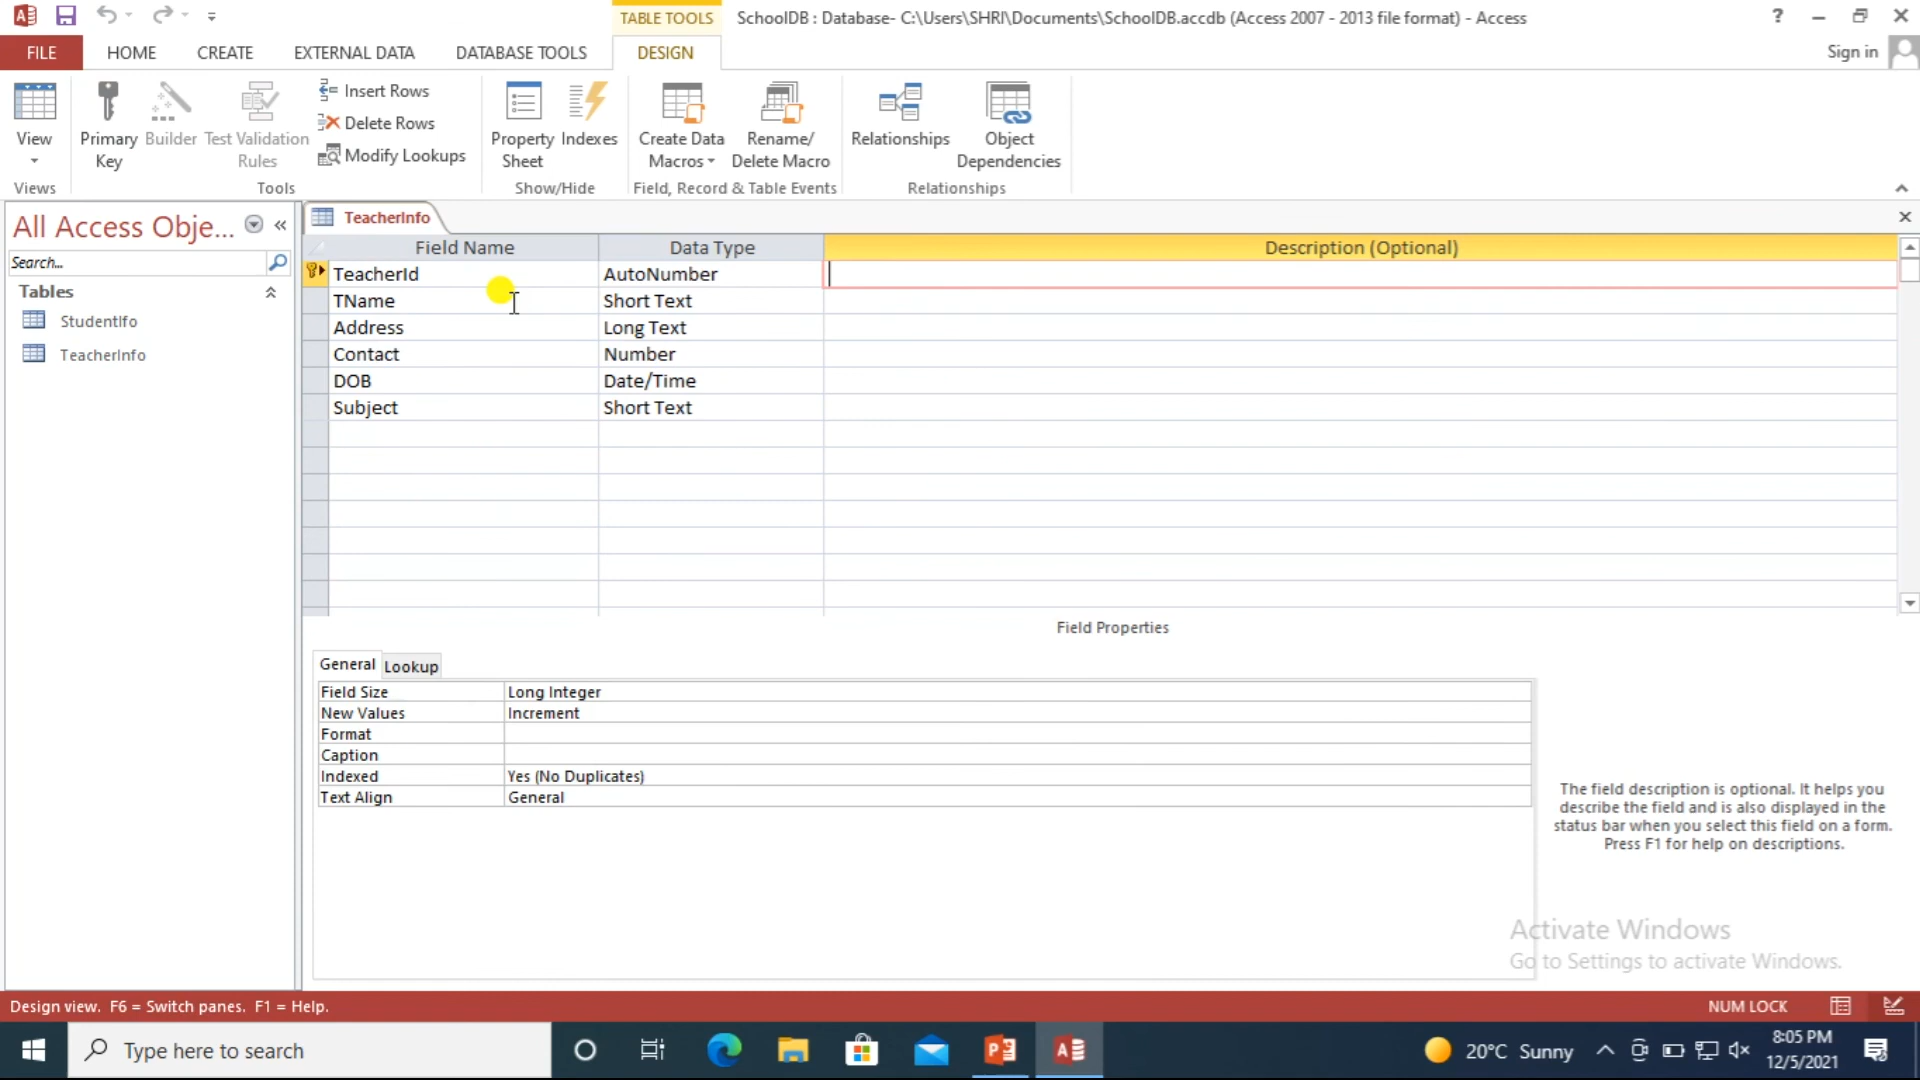 TABLE TOOLS
SchoolDB : Database- C:\Users\SHRI\Documents\SchoolDB.accdb (Access 2007 - 2013 file format) - Access
?
FILE
HOME
CREATE
EXTERNAL DATA
DATABASE TOOLS
DESIGN
Sign in
View
Primary
Key
Builder
Test Validation
Rules
Insert Rows
Delete Rows
Modify Lookups
Property
Sheet
Indexes
Create Data
Macros
Rename/
Delete Macro
Relationships
Object
Dependencies
Views
Tools
Show/Hide
Field, Record & Table Events
Relationships
All Access Obje...
Search...
Tables
StudentIfo
TeacherInfo
TeacherInfo
Field Name Data Type Description (Optional)
TeacherId AutoNumber
TName Short Text
Address Long Text
Contact Number
DOB Date/Time
Subject Short Text
Field Properties
General Lookup
Field Size Long Integer
New Values Increment
Format
Caption
Indexed Yes (No Duplicates)
Text Align General
The field description is optional. It helps you
describe the field and is also displayed in the
status bar when you select this field on a form.
Press F1 for help on descriptions.
Activate Windows
Go to Settings to activate Windows.
Design view. F6 = Switch panes. F1 = Help.
NUM LOCK
Type here to search
20°C Sunny
8:05 PM
12/5/2021